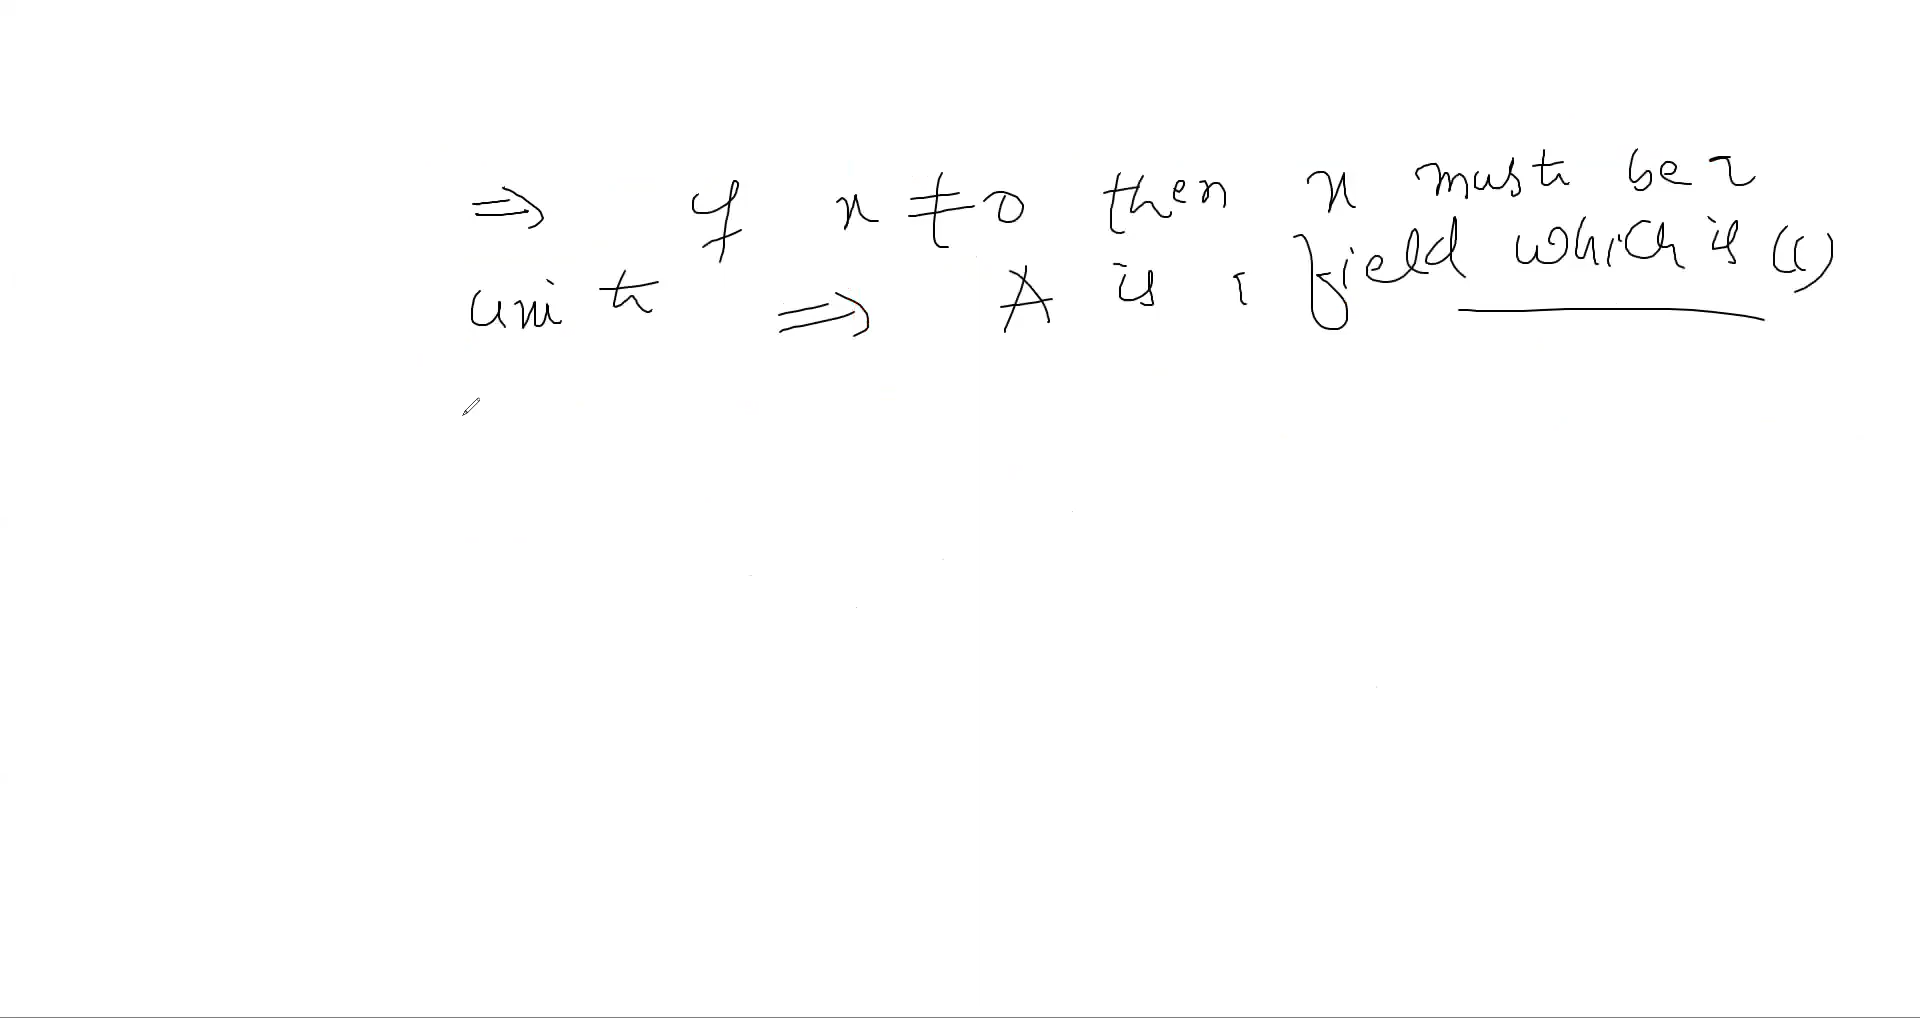 ⇒ If x ≠ 0 then x must be a
unit ⇒ A is a field which is (i)